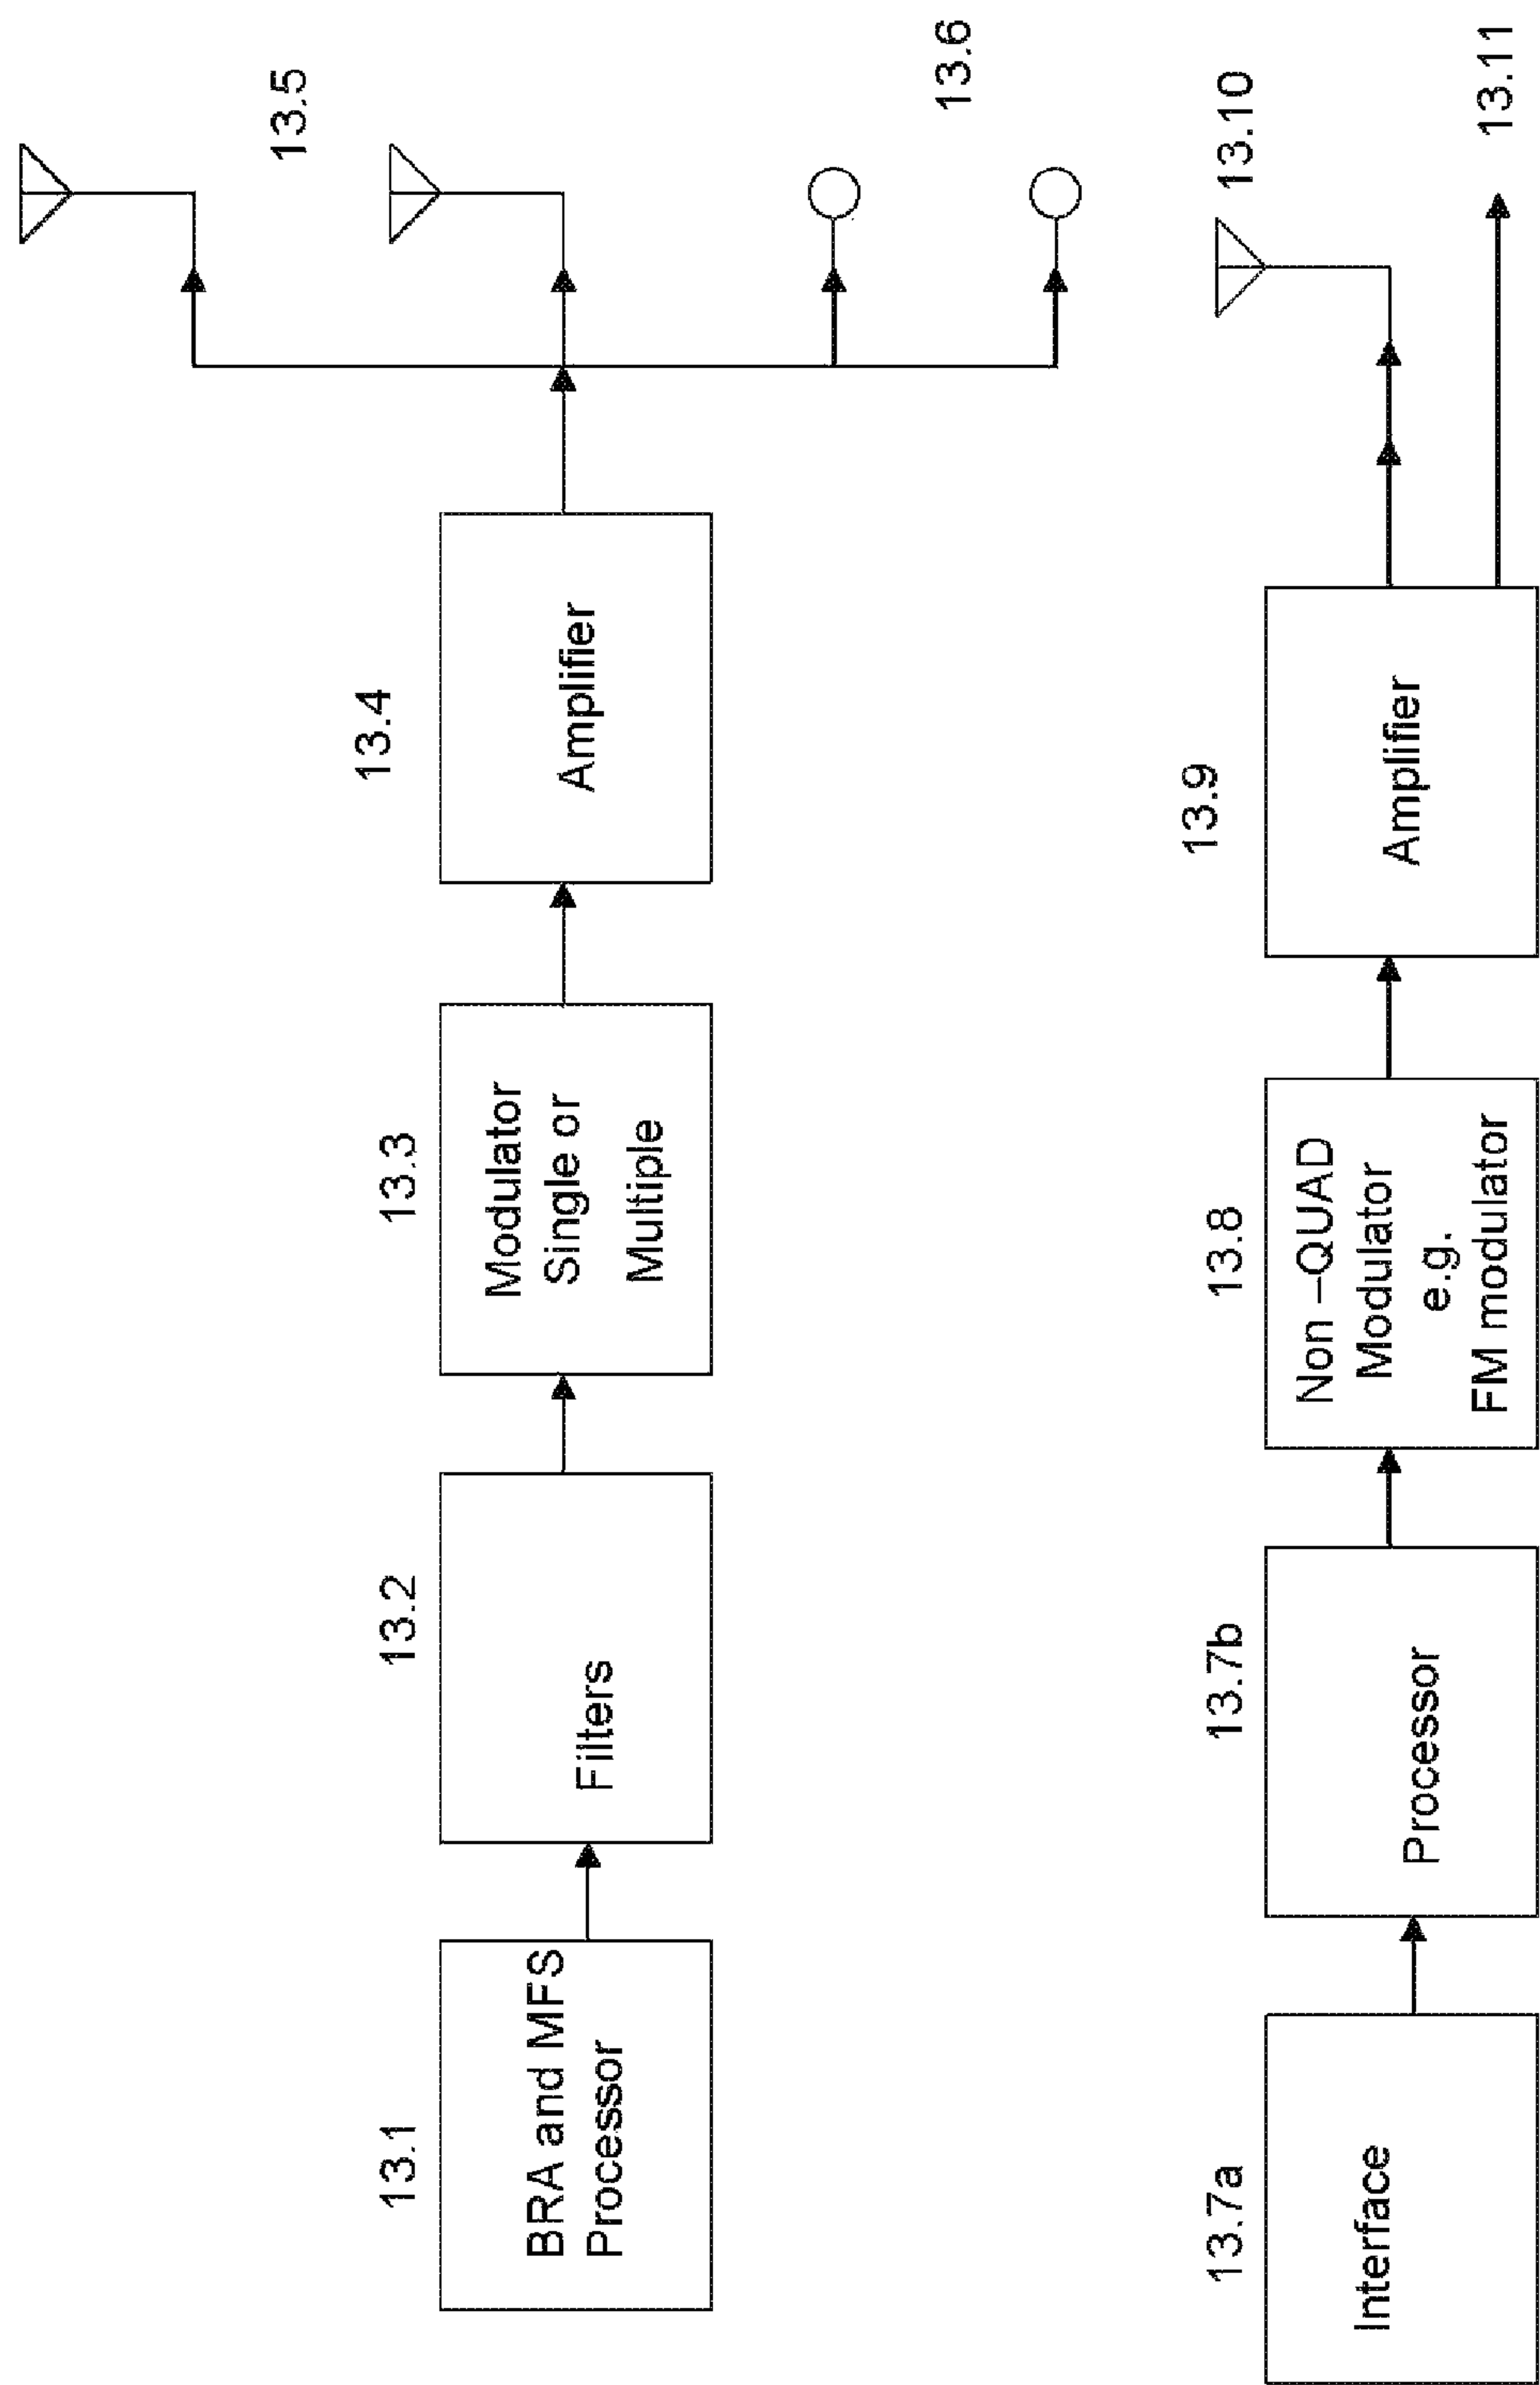 13.1
BRA and MFS
Processor
13.2
Filters
13.3
Modulator
Single or
Multiple
13.4
Amplifier
13.5
13.6
13.7a
Interface
13.7b
Processor
13.8
Non –QUAD
Modulator
e.g.
FM modulator
13.9
Amplifier
13.10
13.11